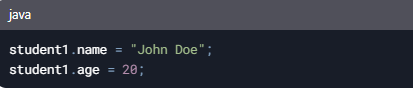 java
student1.name = "John Doe";
student1.age = 20;